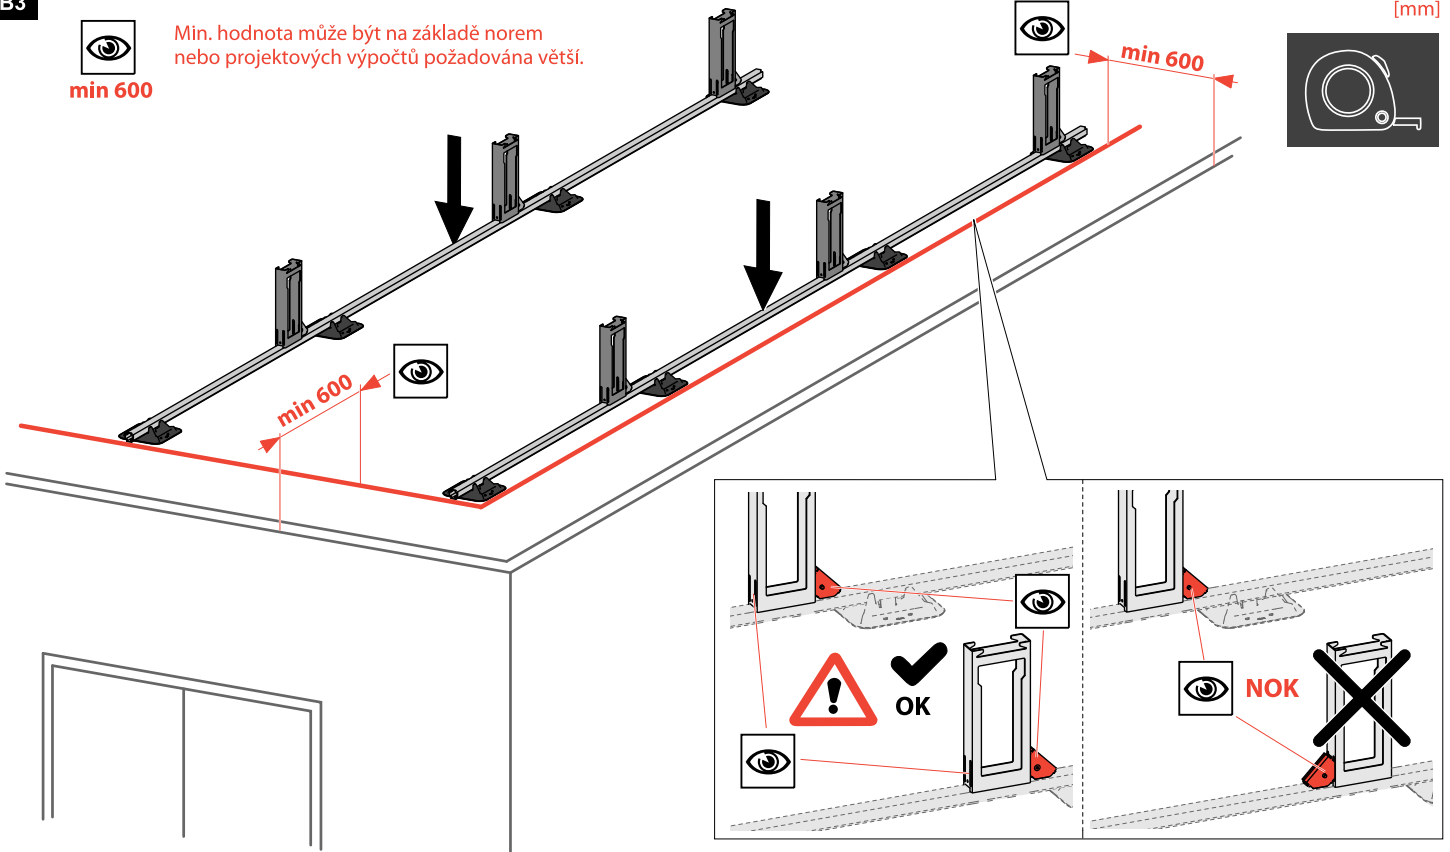 B3
Min. hodnota může být na základě norem
nebo projektových výpočtů požadována větší.
min 600
[mm]
min 600
min 600
OK
NOK